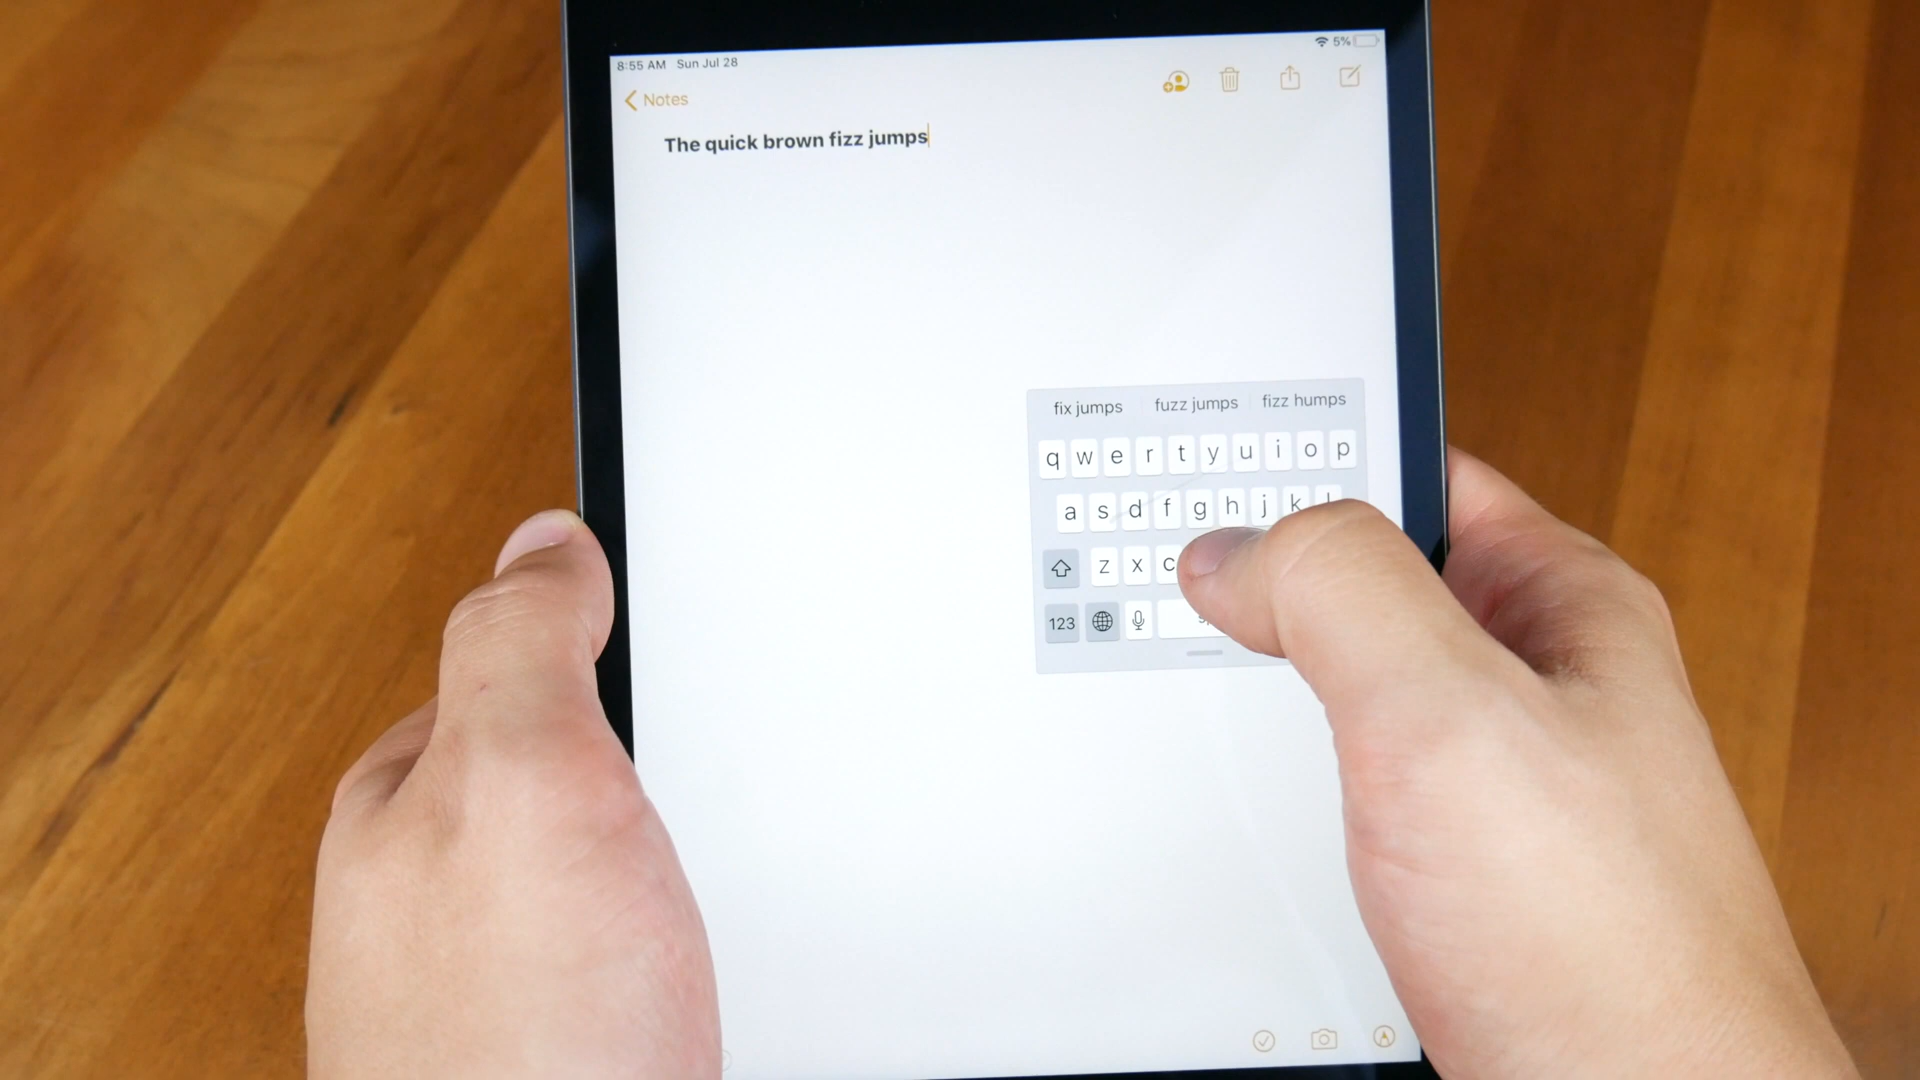 8:55 AM Sun Jul 28
5%
Notes
The quick brown fizz jumps
fix jumps fuzz jumps fizz humps
q w e r t y u i o p
a s d f g h j k
z x c
123